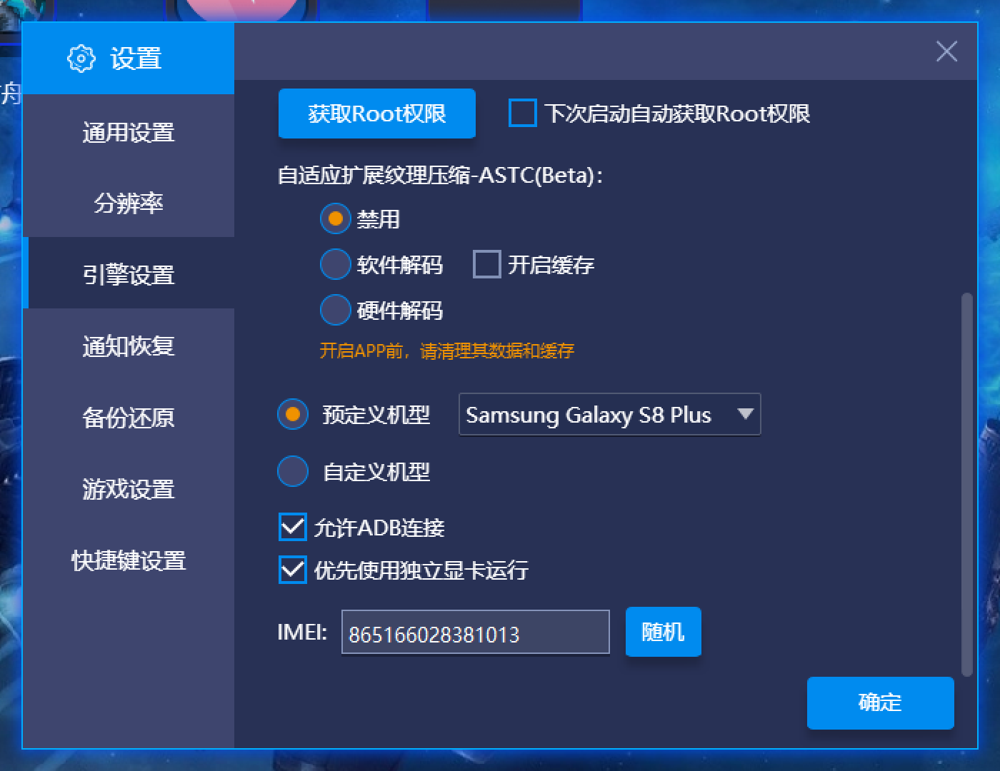 舟
设置
通用设置
分辨率
引擎设置
通知恢复
备份还原
游戏设置
快捷键设置
获取Root权限 下次启动自动获取Root权限
自适应扩展纹理压缩-ASTC(Beta):
禁用
软件解码 开启缓存
硬件解码
开启APP前，请清理其数据和缓存
预定义机型 Samsung Galaxy S8 Plus
自定义机型
允许ADB连接
优先使用独立显卡运行
IMEI: 865166028381013 随机
确定